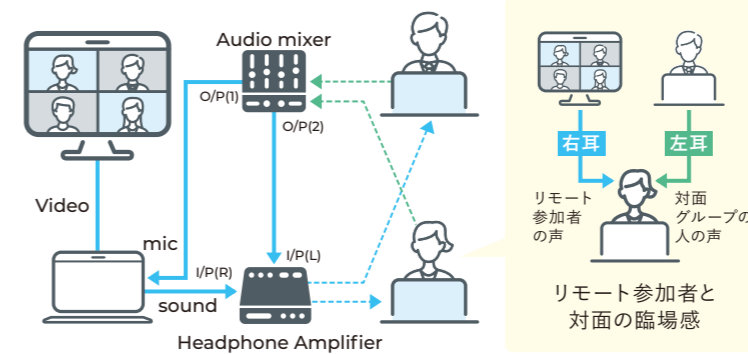 Audio mixer
O/P(1)
O/P(2)
Video
mic
I/P(L)
I/P(R)
sound
Headphone Amplifier
右耳
左耳
リモート
参加者
の声
対面
グループの
人の声
リモート参加者と
対面の臨場感